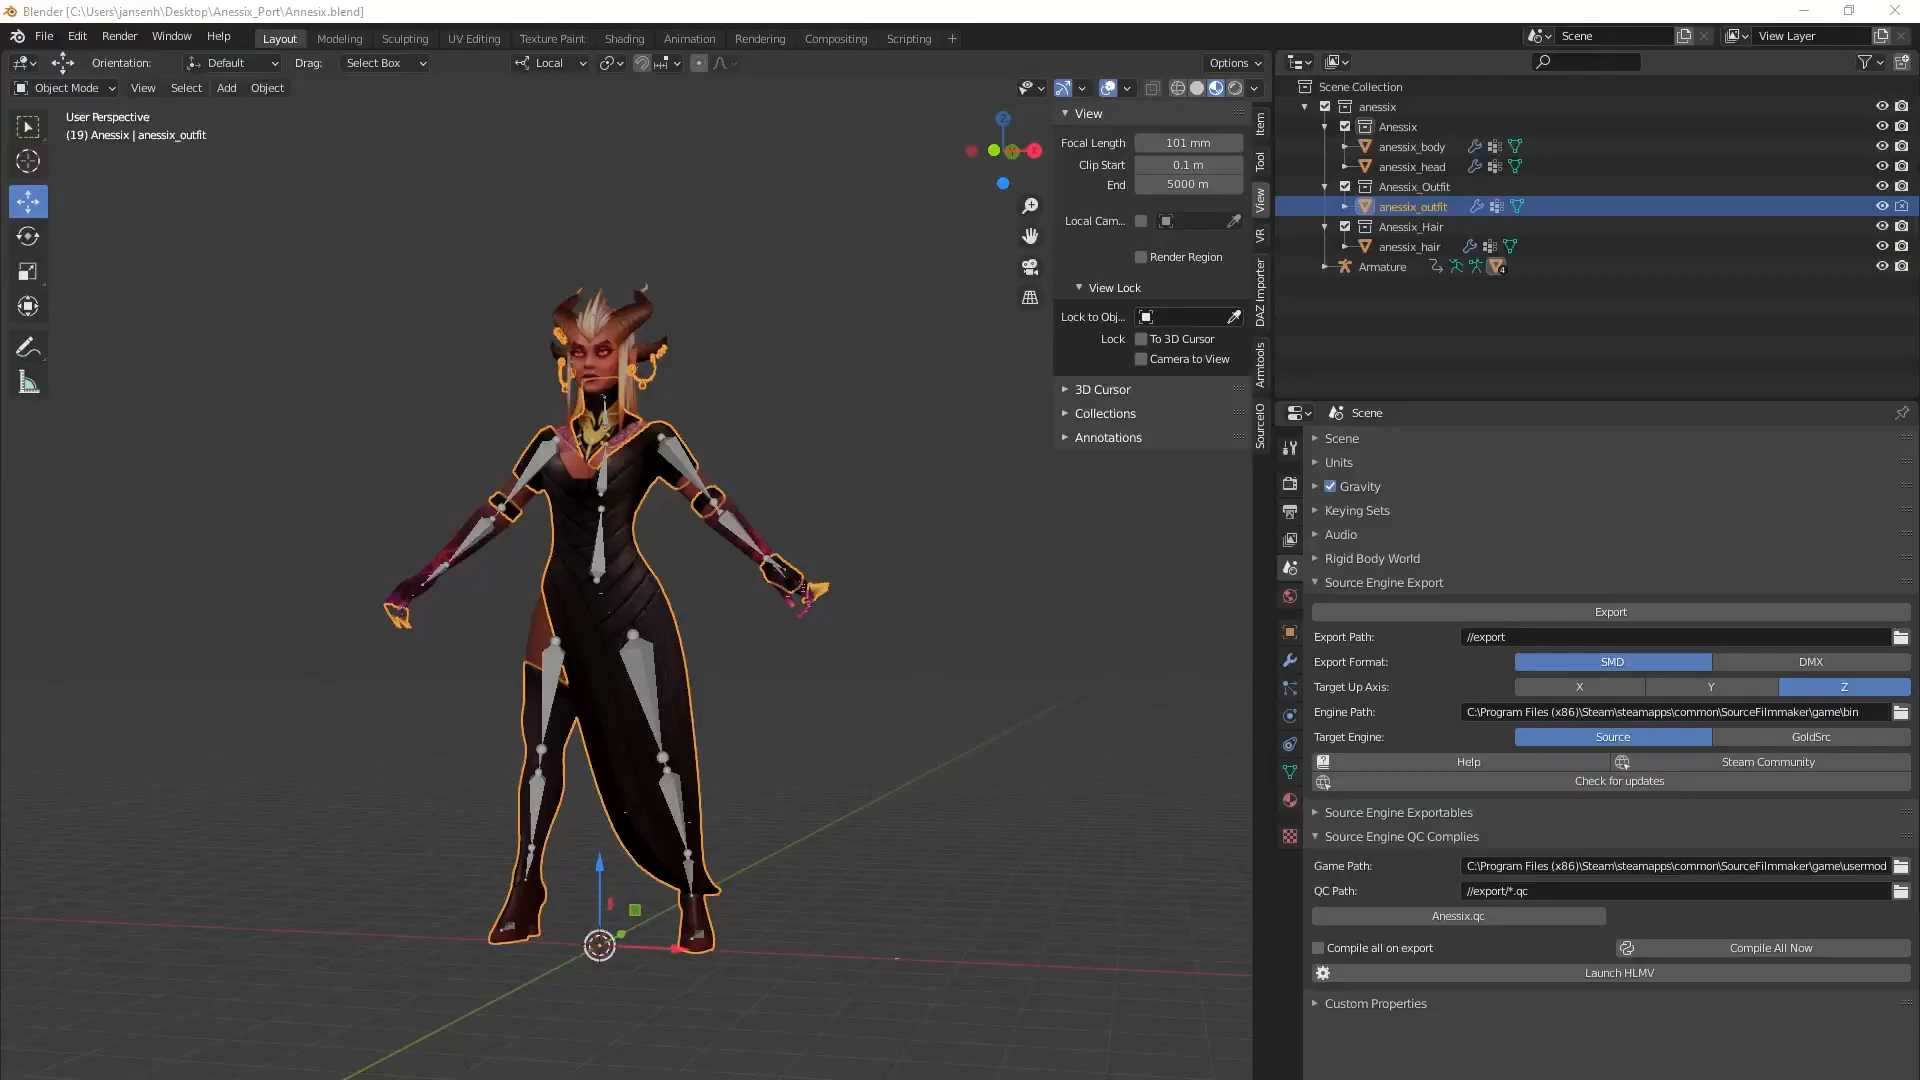 Blender [C:\Users\jansenh\Desktop\Anessix_Port\Annesix.blend]
File Edit Render Window Help
Layout Modeling Sculpting UV Editing Texture Paint Shading Animation Rendering Compositing Scripting +
Scene
View Layer
Orientation: Default Drag: Select Box Local Options
Object Mode View Select Add Object
User Perspective
(19) Anessix | anessix_outfit
Z
X
View
Focal Length 101 mm
Clip Start 0.1 m
End 5000 m
Local Cam...
Render Region
View Lock
Lock to Obj...
Lock To 3D Cursor
Camera to View
3D Cursor
Collections
Annotations
Item
Tool
View
VR
DAZ Importer
Armtools
SourceIO
Scene Collection
anessix
Anessix
anessix_body
anessix_head
Anessix_Outfit
anessix_outfit
Anessix_Hair
anessix_hair
Armature 4
Scene
Scene
Units
Gravity
Keying Sets
Audio
Rigid Body World
Source Engine Export
Export
Export Path: //export
Export Format: SMD DMX
Target Up Axis: X Y Z
Engine Path: C:\Program Files (x86)\Steam\steamapps\common\SourceFilmmaker\game\bin
Target Engine: Source GoldSrc
Help Steam Community
Check for updates
Source Engine Exportables
Source Engine QC Complies
Game Path: C:\Program Files (x86)\Steam\steamapps\common\SourceFilmmaker\game\usermod
QC Path: //export/*.qc
Anessix.qc
Compile all on export Compile All Now
Launch HLMV
Custom Properties